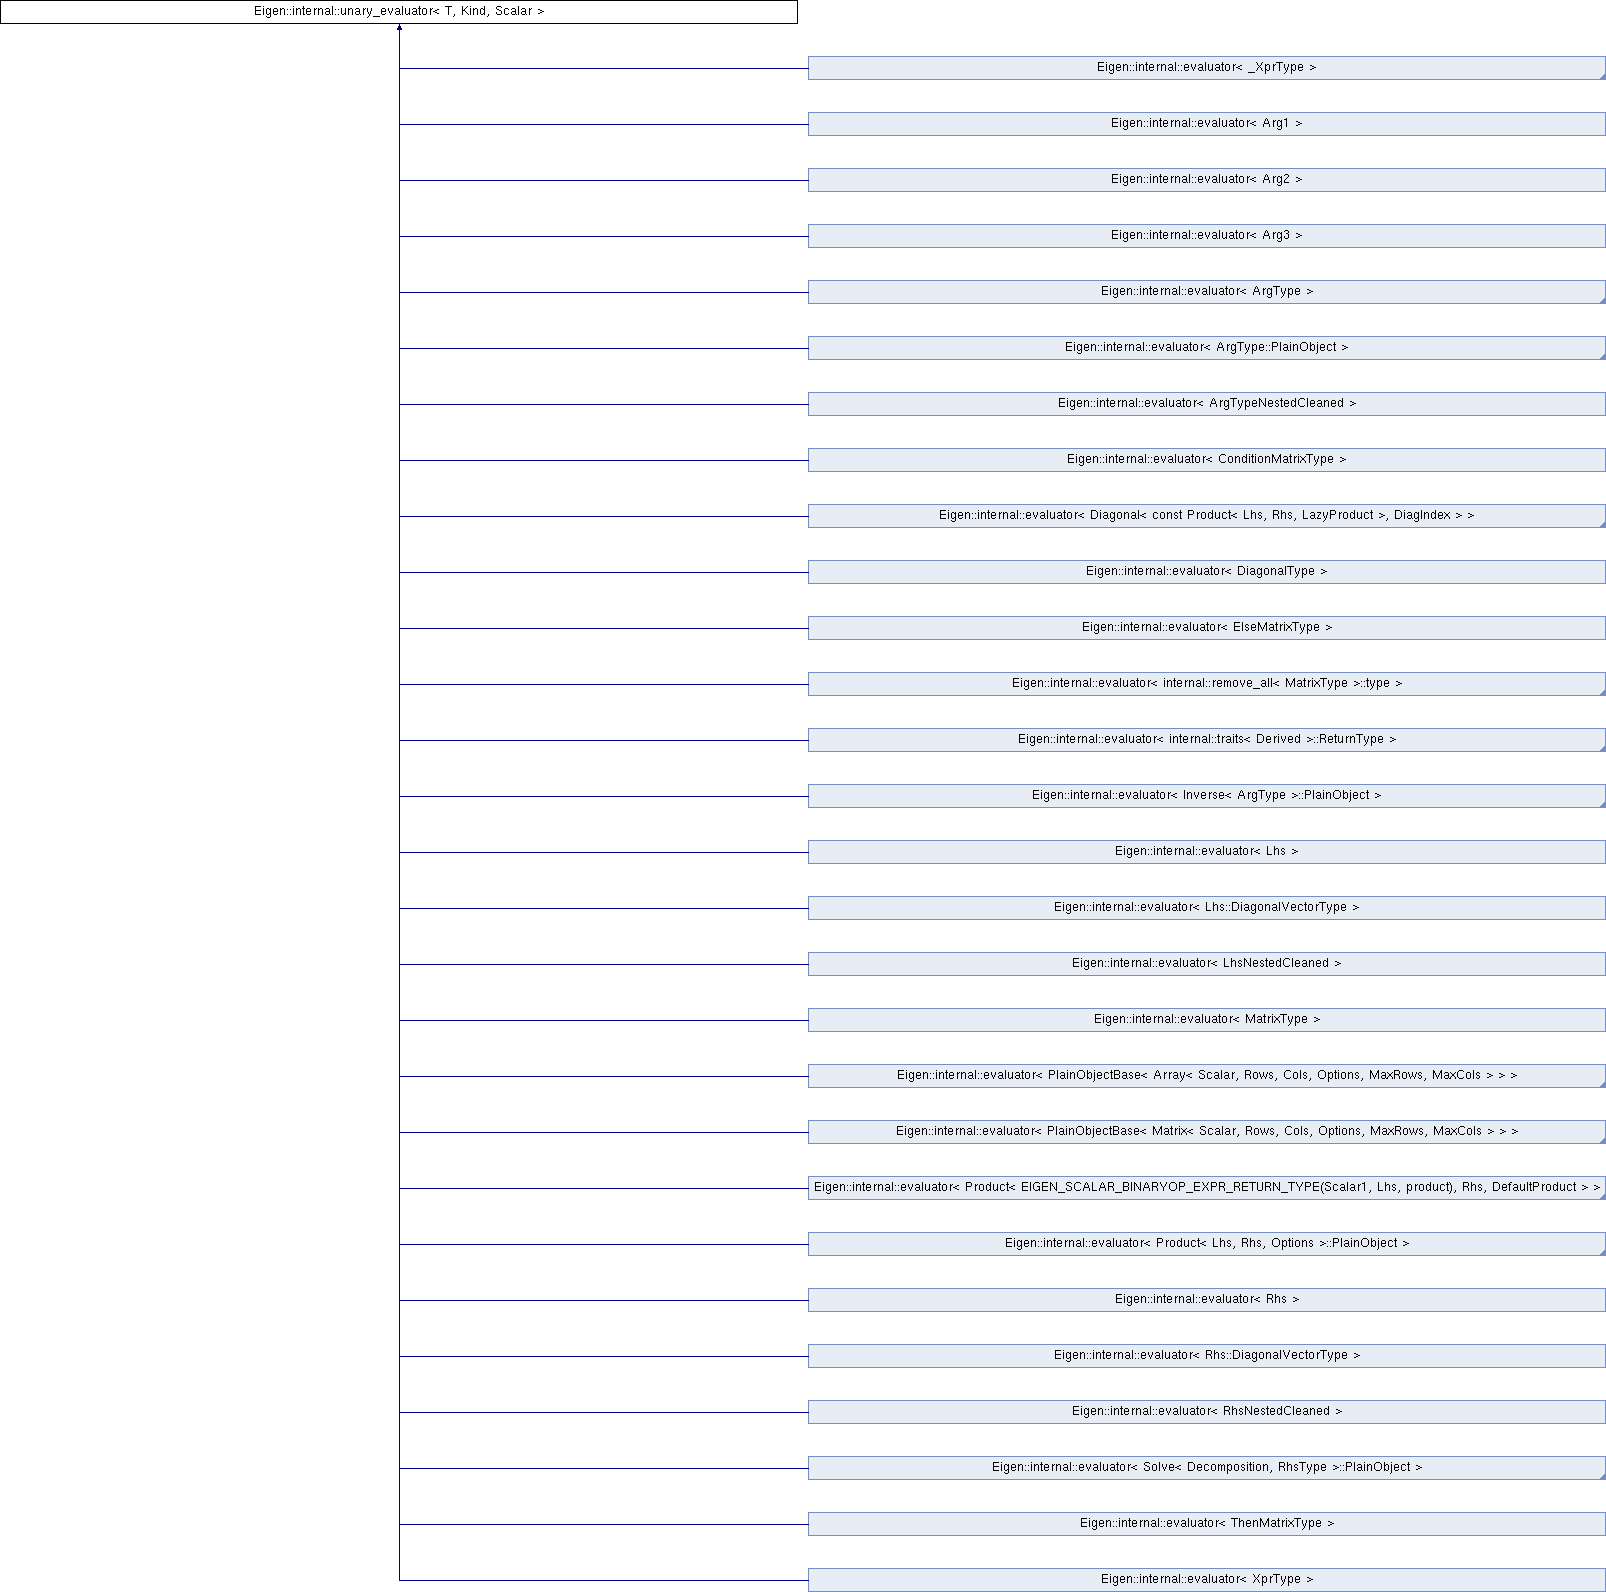 Eigen::internal::unary_evaluator< T, Kind, Scalar >
Eigen::internal::evaluator< _XprType >
Eigen::internal::evaluator< Arg1 >
Eigen::internal::evaluator< Arg2 >
Eigen::internal::evaluator< Arg3 >
Eigen::internal::evaluator< ArgType >
Eigen::internal::evaluator< ArgType::PlainObject >
Eigen::internal::evaluator< ArgTypeNestedCleaned >
Eigen::internal::evaluator< ConditionMatrixType >
Eigen::internal::evaluator< Diagonal< const Product< Lhs, Rhs, LazyProduct >, DiagIndex > >
Eigen::internal::evaluator< DiagonalType >
Eigen::internal::evaluator< ElseMatrixType >
Eigen::internal::evaluator< internal::remove_all< MatrixType >::type >
Eigen::internal::evaluator< internal::traits< Derived >::ReturnType >
Eigen::internal::evaluator< Inverse< ArgType >::PlainObject >
Eigen::internal::evaluator< Lhs >
Eigen::internal::evaluator< Lhs::DiagonalVectorType >
Eigen::internal::evaluator< LhsNestedCleaned >
Eigen::internal::evaluator< MatrixType >
Eigen::internal::evaluator< PlainObjectBase< Array< Scalar, Rows, Cols, Options, MaxRows, MaxCols > > >
Eigen::internal::evaluator< PlainObjectBase< Matrix< Scalar, Rows, Cols, Options, MaxRows, MaxCols > > >
Eigen::internal::evaluator< Product< EIGEN_SCALAR_BINARYOP_EXPR_RETURN_TYPE(Scalar1, Lhs, product), Rhs, DefaultProduct > >
Eigen::internal::evaluator< Product< Lhs, Rhs, Options >::PlainObject >
Eigen::internal::evaluator< Rhs >
Eigen::internal::evaluator< Rhs::DiagonalVectorType >
Eigen::internal::evaluator< RhsNestedCleaned >
Eigen::internal::evaluator< Solve< Decomposition, RhsType >::PlainObject >
Eigen::internal::evaluator< ThenMatrixType >
Eigen::internal::evaluator< XprType >